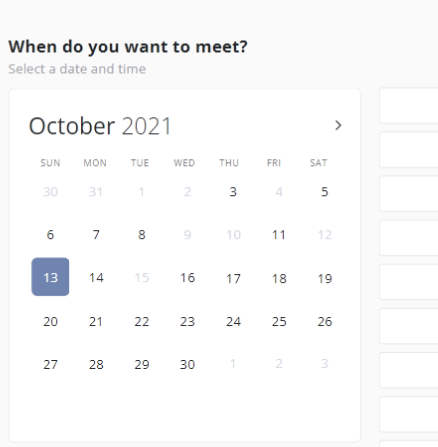 When do you want to meet?
Select a date and time
October 2021 >
SUN MON TUE WED THU FRI SAT
30 31 1 2 3 4 5
6 7 8 9 10 11 12
13 14 15 16 17 18 19
20 21 22 23 24 25 26
27 28 29 30 1 2 3